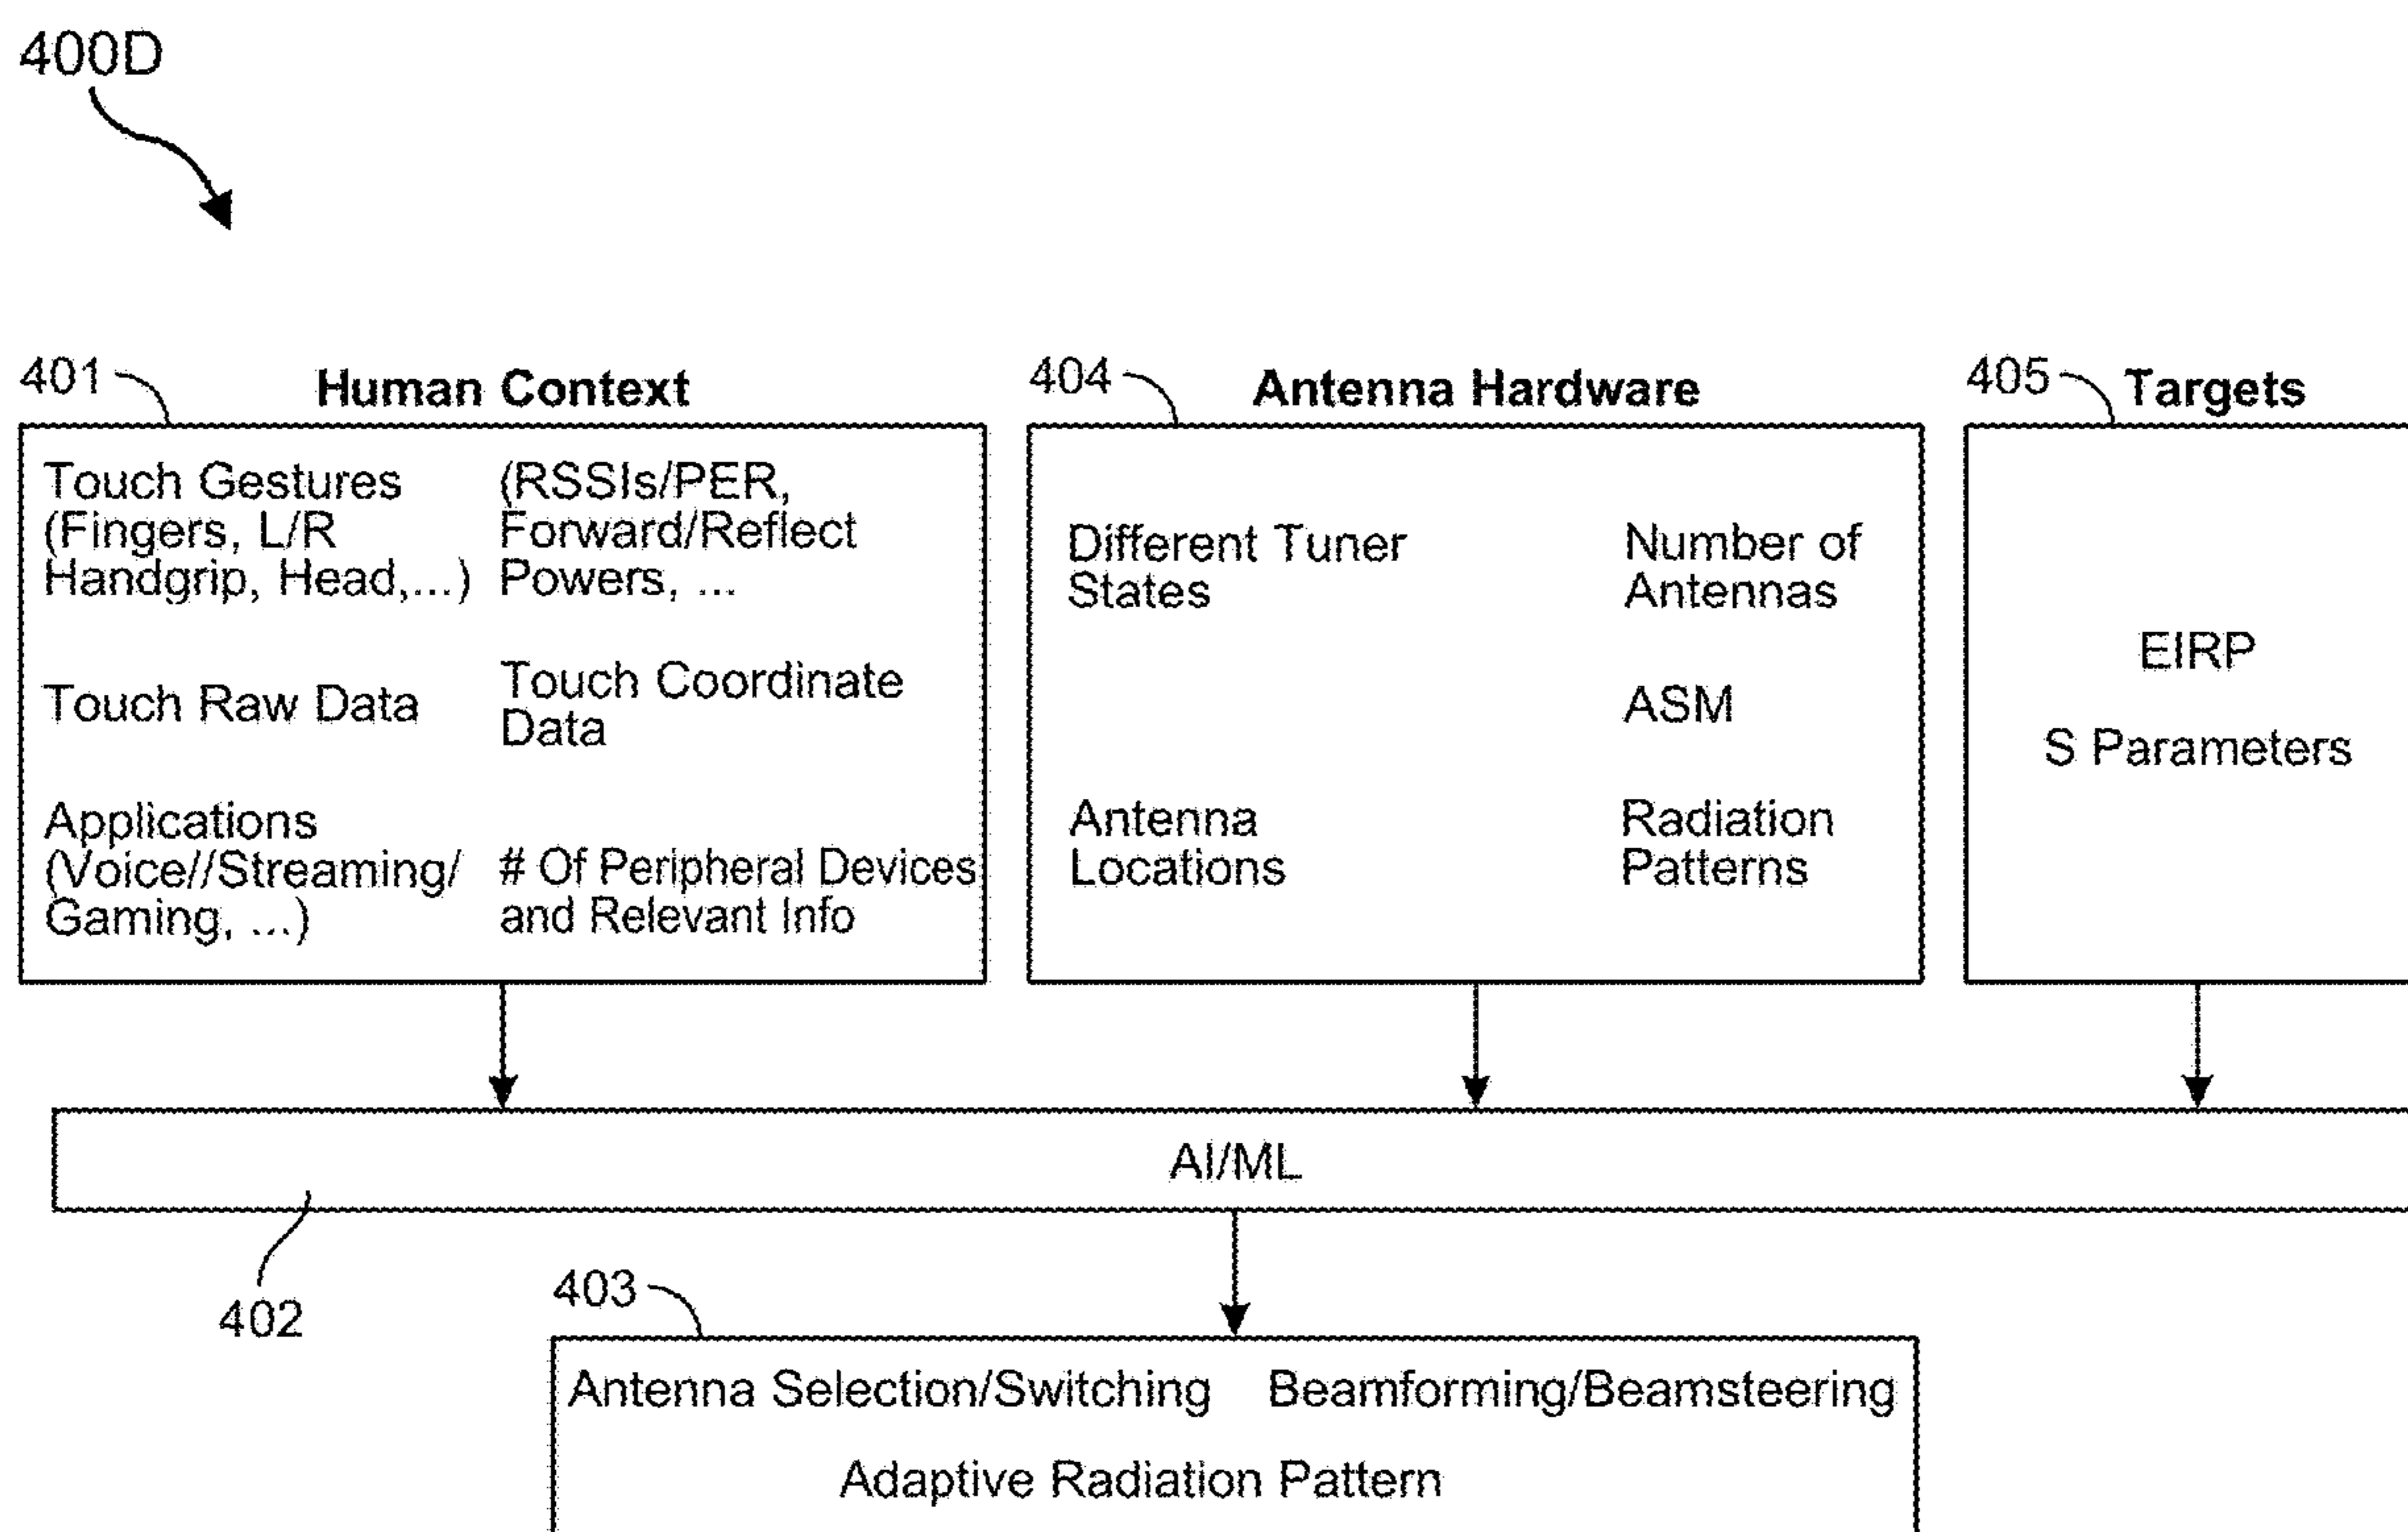 400D
401
Human Context
Touch Gestures
(Fingers, L/R
Handgrip, Head,...)
(RSSIs/PER,
Forward/Reflect
Powers, ...
Touch Raw Data
Touch Coordinate
Data
Applications
(Voice//Streaming/
Gaming, ...)
# Of Peripheral Devices
and Relevant Info
404
Antenna Hardware
Different Tuner
States
Number of
Antennas
ASM
Antenna
Locations
Radiation
Patterns
405
Targets
EIRP
S Parameters
AI/ML
402
403
Antenna Selection/Switching
Beamforming/Beamsteering
Adaptive Radiation Pattern